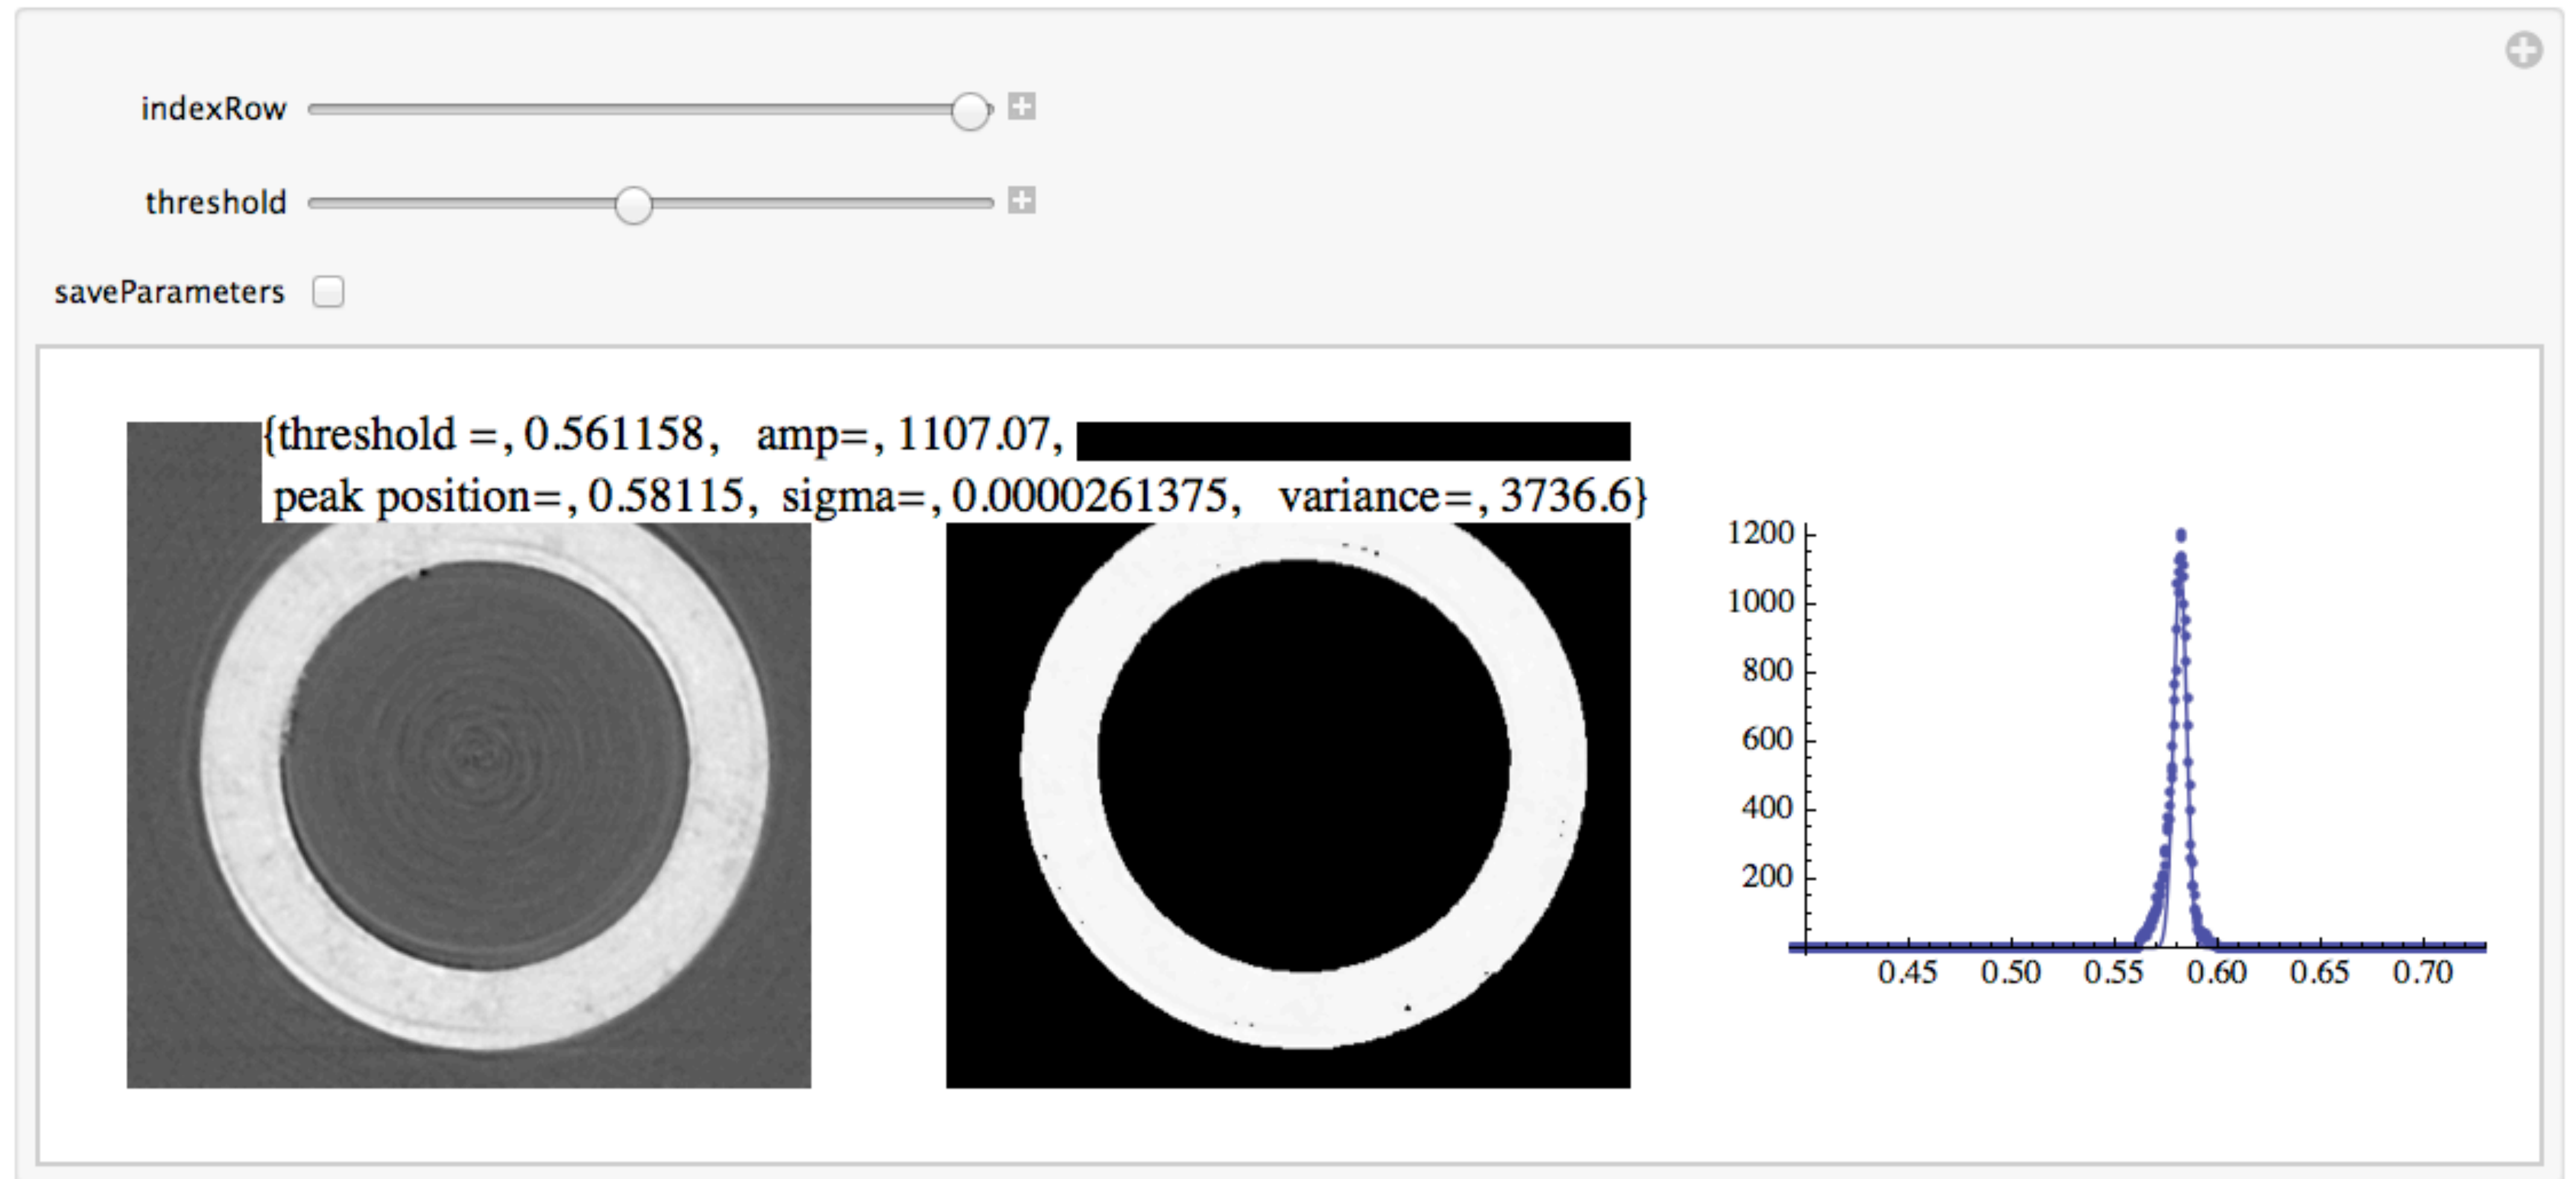 indexRow
threshold
saveParameters
{threshold =, 0.561158,   amp=, 1107.07,
peak position=, 0.58115,  sigma=, 0.0000261375,   variance=, 3736.6}
1200
1000
800
600
400
200
0.45 0.50 0.55 0.60 0.65 0.70